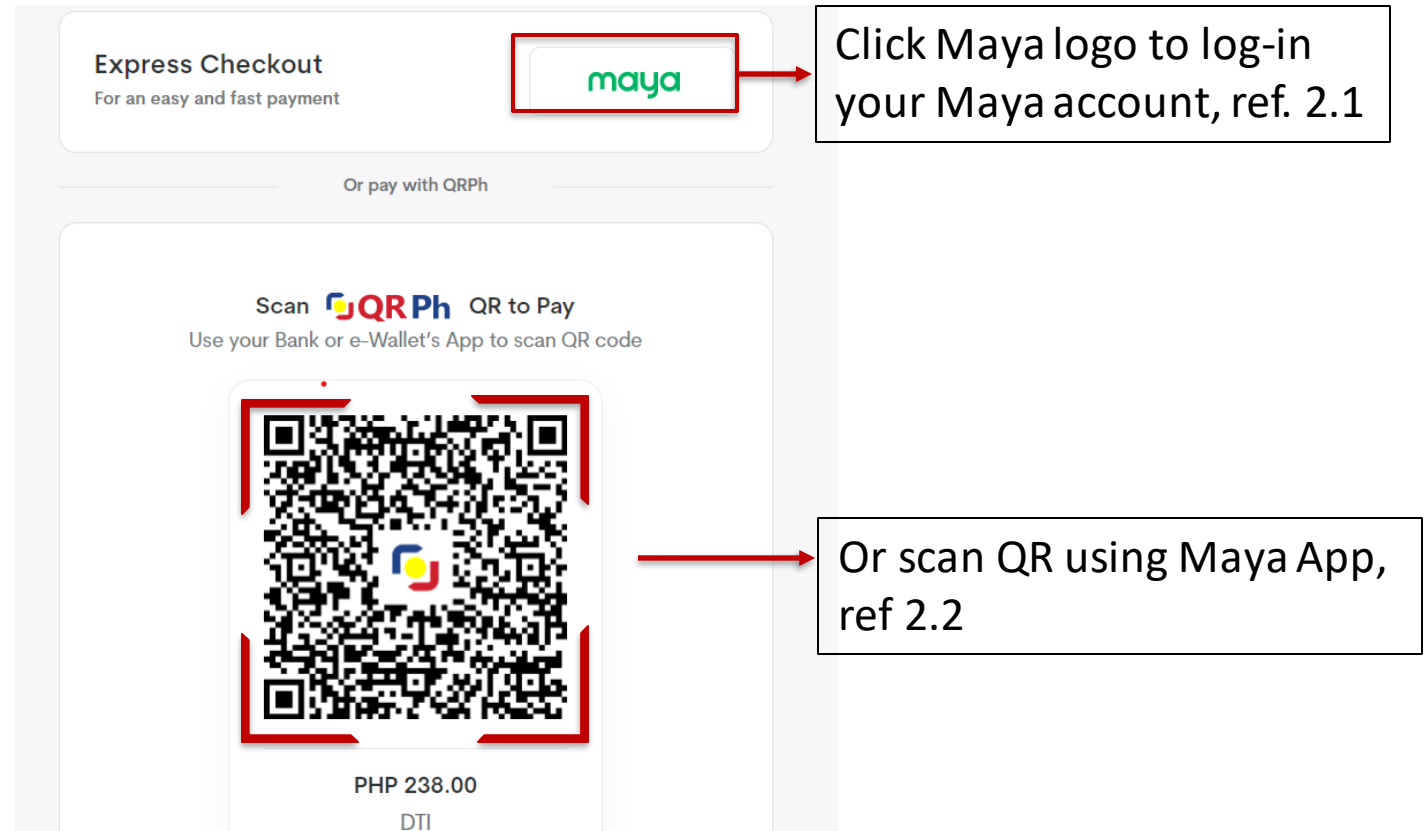 Express Checkout
For an easy and fast payment
maya
Click Maya logo to log-in
your Maya account, ref. 2.1
Or pay with QRPh
Scan QR Ph QR to Pay
Use your Bank or e-Wallet's App to scan QR code
Or scan QR using Maya App,
ref 2.2
PHP 238.00
DTI